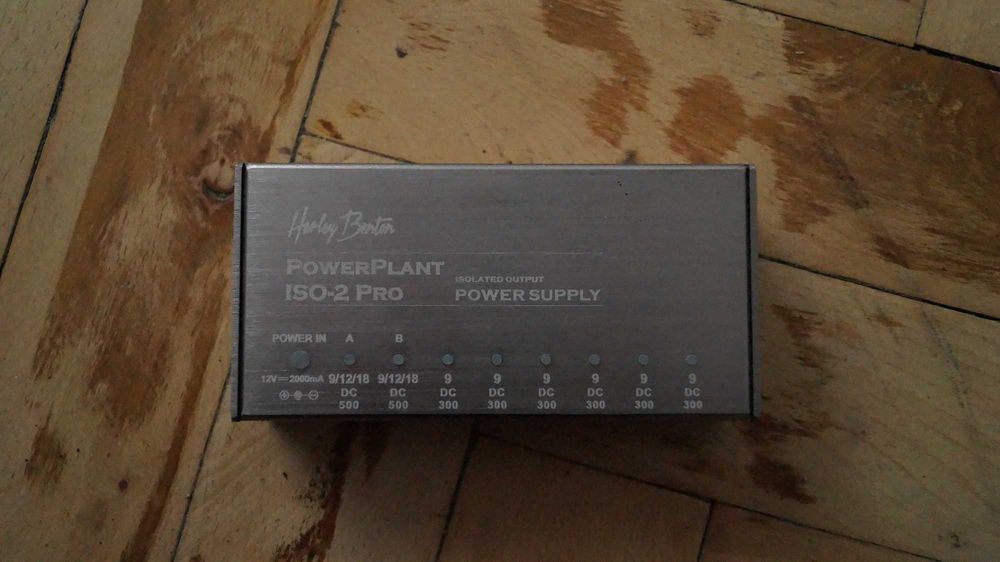 Harley Benton
POWERPLANT
ISO-2 PRO
ISOLATED OUTPUT
POWER SUPPLY
POWER IN A B
12V⎓2000mA 9/12/18 9/12/18 9 9 9 9 9 9
DC DC DC DC DC DC DC DC
500 500 300 300 300 300 300 300